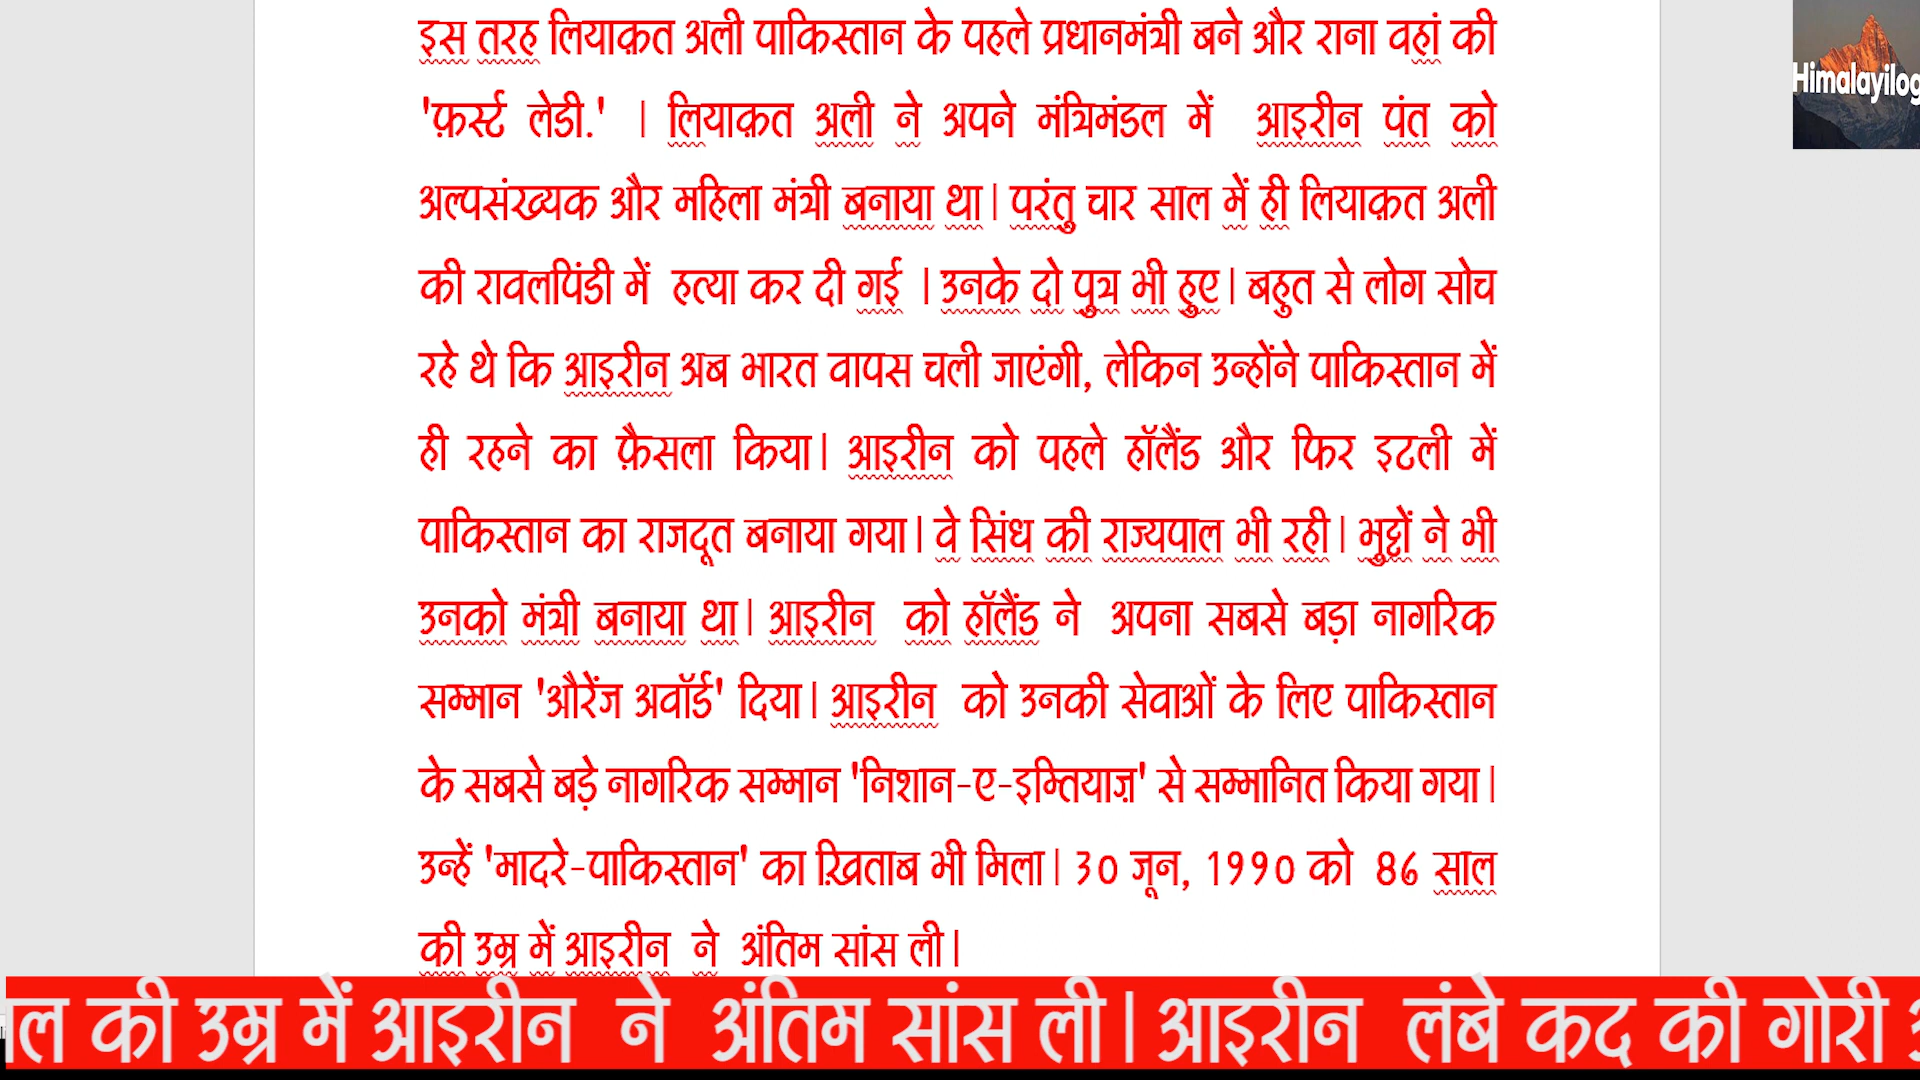 इस तरह लियाक़त अली पाकिस्तान के पहले प्रधानमंत्री बने और राना वहां की
'फ़र्स्ट लेडी.' । लियाक़त अली ने अपने मंत्रिमंडल में आइरीन पंत को
अल्पसंख्यक और महिला मंत्री बनाया था। परंतु चार साल में ही लियाक़त अली
की रावलपिंडी में हत्या कर दी गई । उनके दो पुत्र भी हुए। बहुत से लोग सोच
रहे थे कि आइरीन अब भारत वापस चली जाएंगी, लेकिन उन्होंने पाकिस्तान में
ही रहने का फ़ैसला किया। आइरीन को पहले हॉलैंड और फिर इटली में
पाकिस्तान का राजदूत बनाया गया। वे सिंध की राज्यपाल भी रही। भुट्टों ने भी
उनको मंत्री बनाया था। आइरीन को हॉलैंड ने अपना सबसे बड़ा नागरिक
सम्मान 'औरेंज अवॉर्ड' दिया। आइरीन को उनकी सेवाओं के लिए पाकिस्तान
के सबसे बड़े नागरिक सम्मान 'निशान-ए-इम्तियाज़' से सम्मानित किया गया।
उन्हें 'मादरे-पाकिस्तान' का ख़िताब भी मिला। 30 जून, 1990 को 86 साल
की उम्र में आइरीन ने अंतिम सांस ली।
ल की उम्र में आइरीन ने अंतिम सांस ली। आइरीन लंबे कद की गोरी
Himalayilog